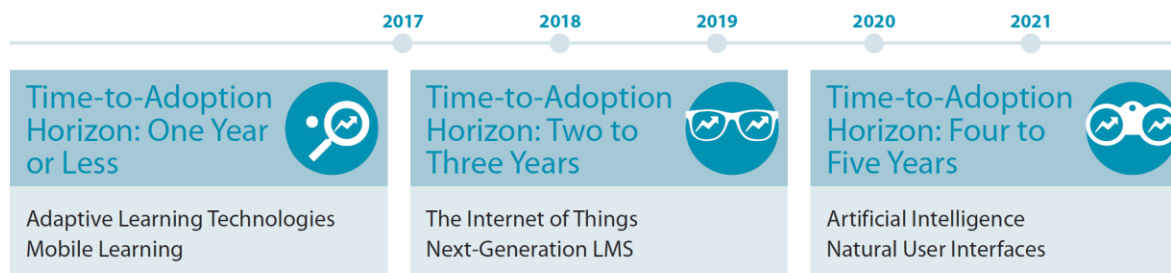 2017 2018 2019 2020 2021
Time-to-Adoption
Horizon: One Year
or Less
Adaptive Learning Technologies
Mobile Learning
Time-to-Adoption
Horizon: Two to
Three Years
The Internet of Things
Next-Generation LMS
Time-to-Adoption
Horizon: Four to
Five Years
Artificial Intelligence
Natural User Interfaces